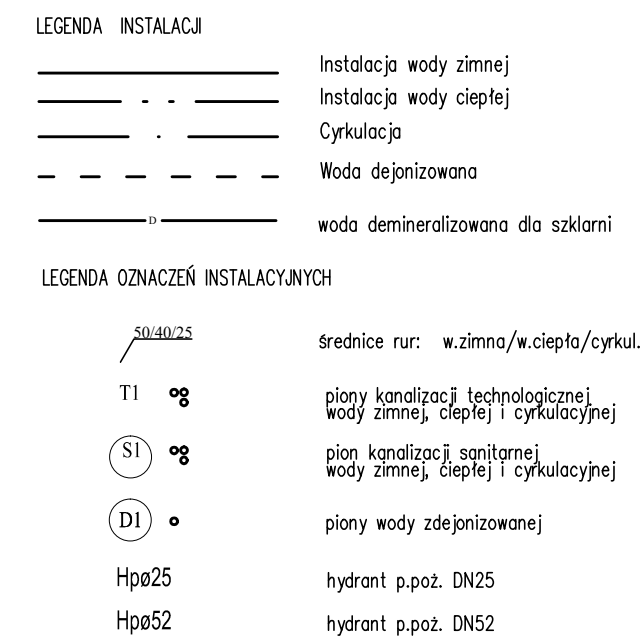 LEGENDA INSTALACJI
Instalacja wody zimnej
Instalacja wody ciepłej
Cyrkulacja
Woda dejonizowana
D woda demineralizowana dla szklarni
LEGENDA OZNACZEŃ INSTALACYJNYCH
50/40/25 średnice rur: w.zimna/w.ciepła/cyrkul.
T1 piony kanalizacji technologicznej
wody zimnej, ciepłej i cyrkulacyjnej
S1 pion kanalizacji sanitarnej
wody zimnej, ciepłej i cyrkulacyjnej
D1 piony wody zdejonizowanej
Hpø25 hydrant p.poż. DN25
Hpø52 hydrant p.poż. DN52